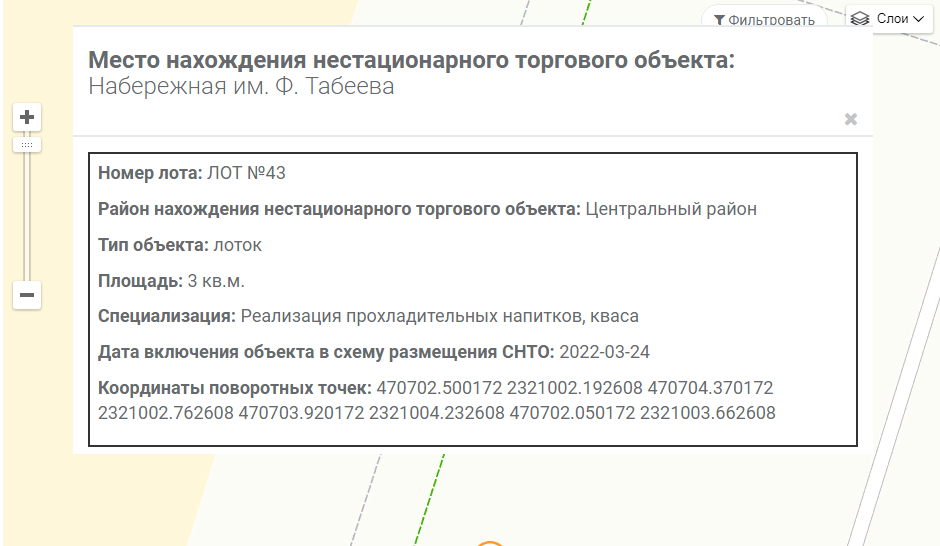 Фильтровать
Слои
Место нахождения нестационарного торгового объекта:
Набережная им. Ф. Табеева
Номер лота: ЛОТ №43
Район нахождения нестационарного торгового объекта: Центральный район
Тип объекта: лоток
Площадь: 3 кв.м.
Специализация: Реализация прохладительных напитков, кваса
Дата включения объекта в схему размещения СНТО: 2022-03-24
Координаты поворотных точек: 470702.500172 2321002.192608 470704.370172
2321002.762608 470703.920172 2321004.232608 470702.050172 2321003.662608